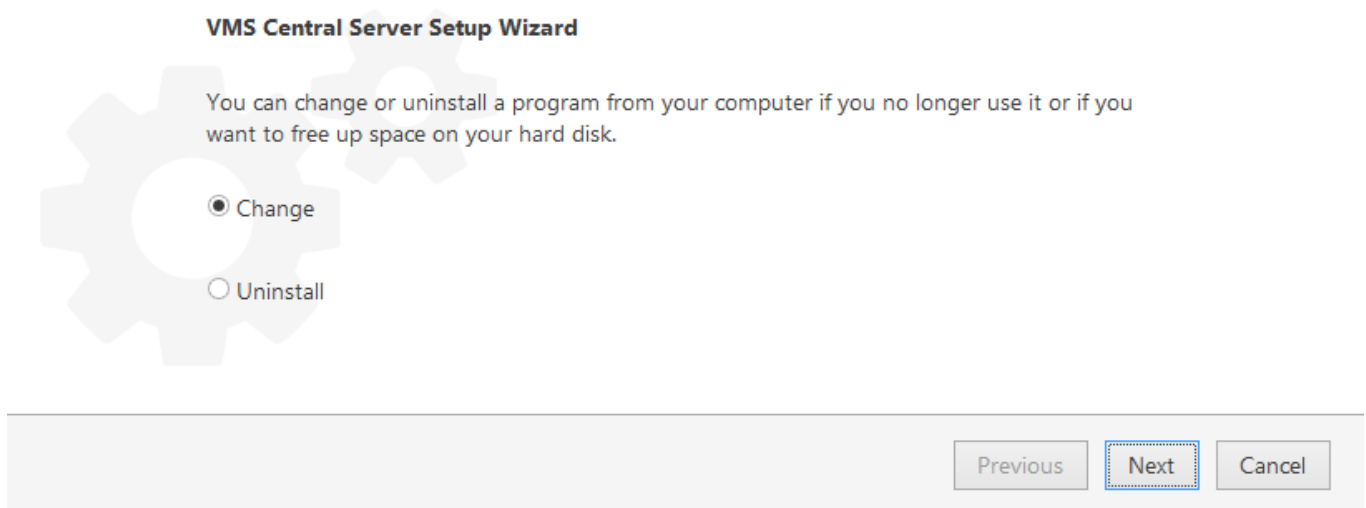 VMS Central Server Setup Wizard
You can change or uninstall a program from your computer if you no longer use it or if you
want to free up space on your hard disk.
Change
Uninstall
Previous Next Cancel